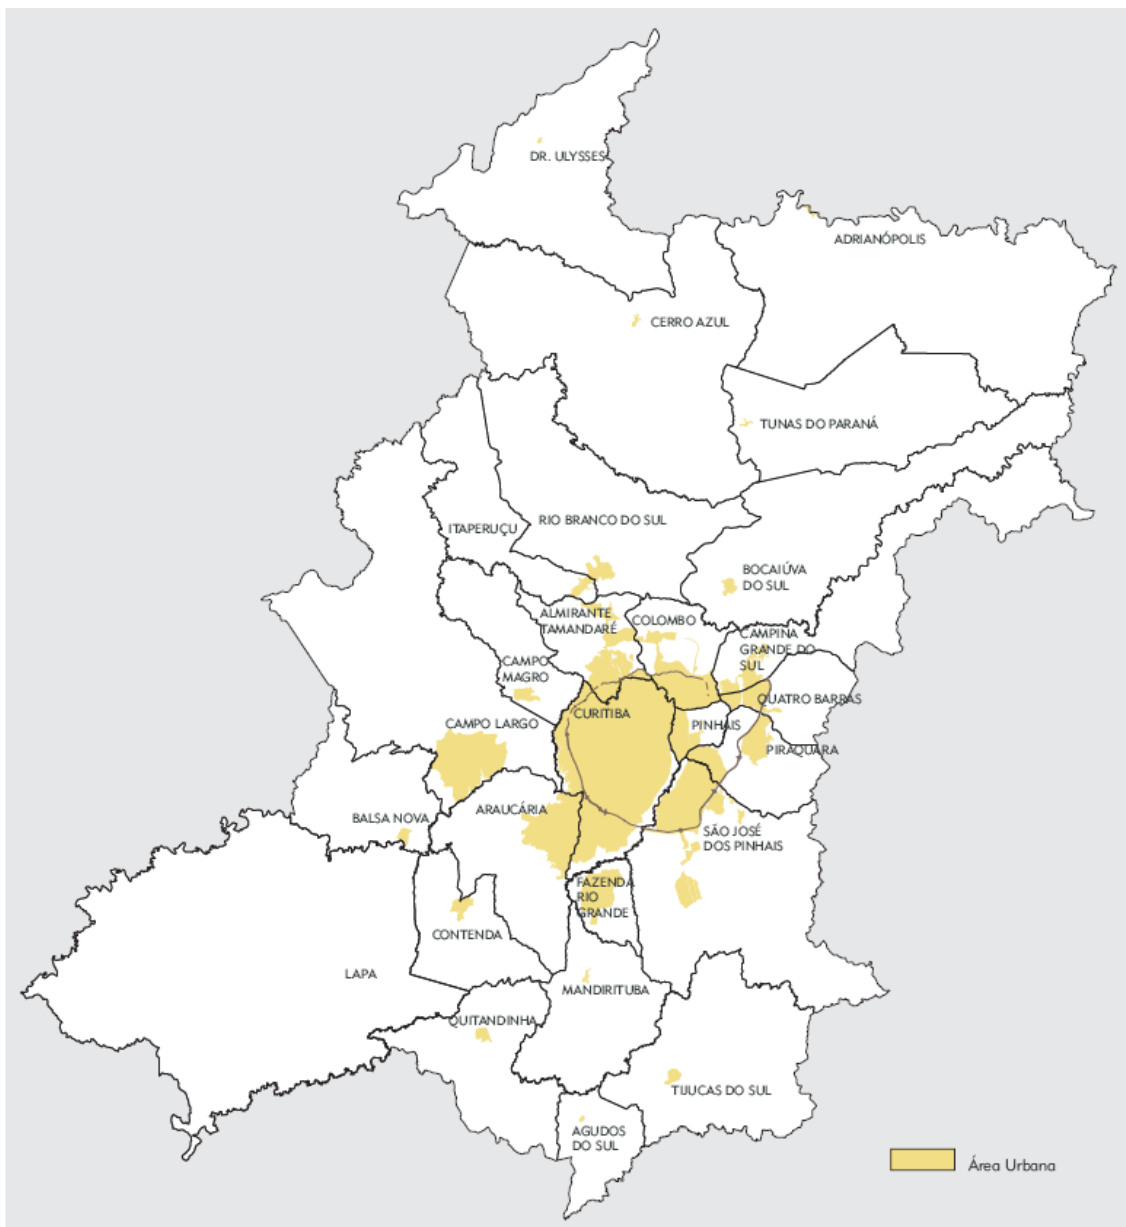 DR. ULYSSES
ADRIANÓPOLIS
CERRO AZUL
TUNAS DO PARANÁ
RIO BRANCO DO SUL
ITAPERUÇU
BOCAIÚVA
DO SUL
ALMIRANTE
TAMANDARÉ
COLOMBO
CAMPINA
GRANDE DO
SUL
CAMPO
MAGRO
QUATRO BARRAS
CURITIBA
CAMPO LARGO
PINHAIS
PIRAQUARA
ARAUCÁRIA
BALSA NOVA
SÃO JOSÉ
DOS PINHAIS
FAZENDA
RIO
GRANDE
CONTENDA
LAPA
MANDIRITUBA
QUITANDINHA
TIJUCAS DO SUL
AGUDOS
DO SUL
Área Urbana